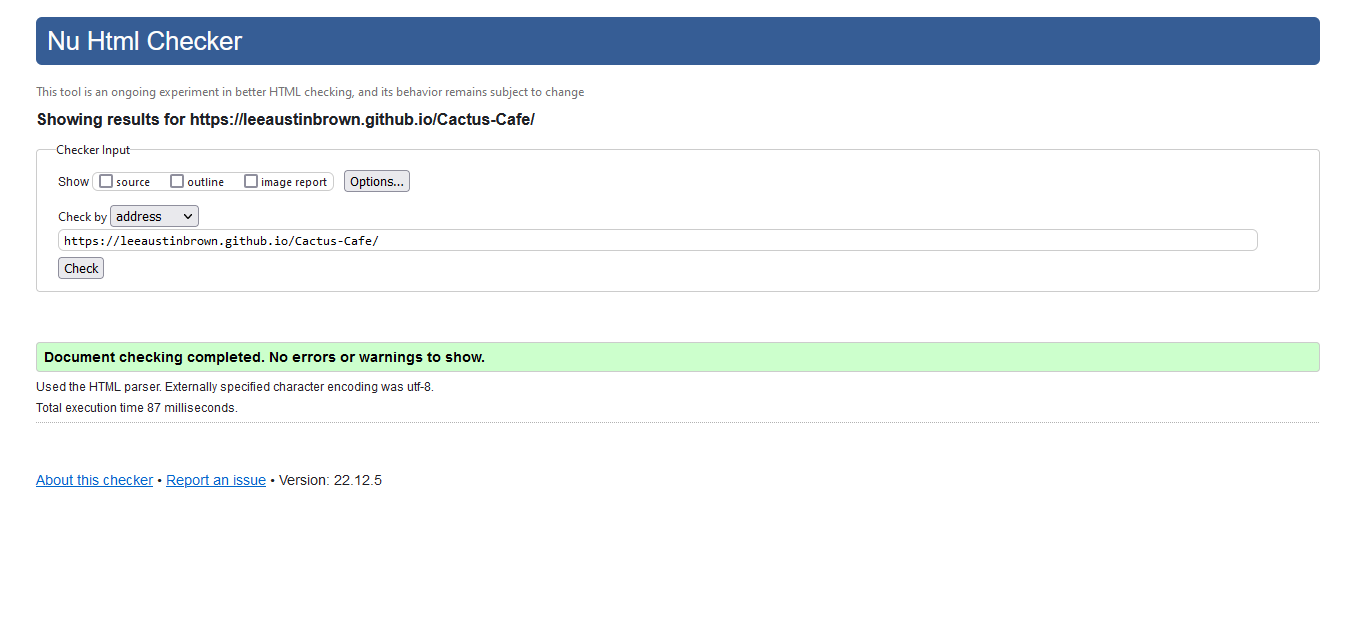 Nu Html Checker
This tool is an ongoing experiment in better HTML checking, and its behavior remains subject to change
Showing results for https://leeaustinbrown.github.io/Cactus-Cafe/
Checker Input
Show source outline image report Options...
Check by address
https://leeaustinbrown.github.io/Cactus-Cafe/
Check
Document checking completed. No errors or warnings to show.
Used the HTML parser. Externally specified character encoding was utf-8.
Total execution time 87 milliseconds.
About this checker • Report an issue • Version: 22.12.5